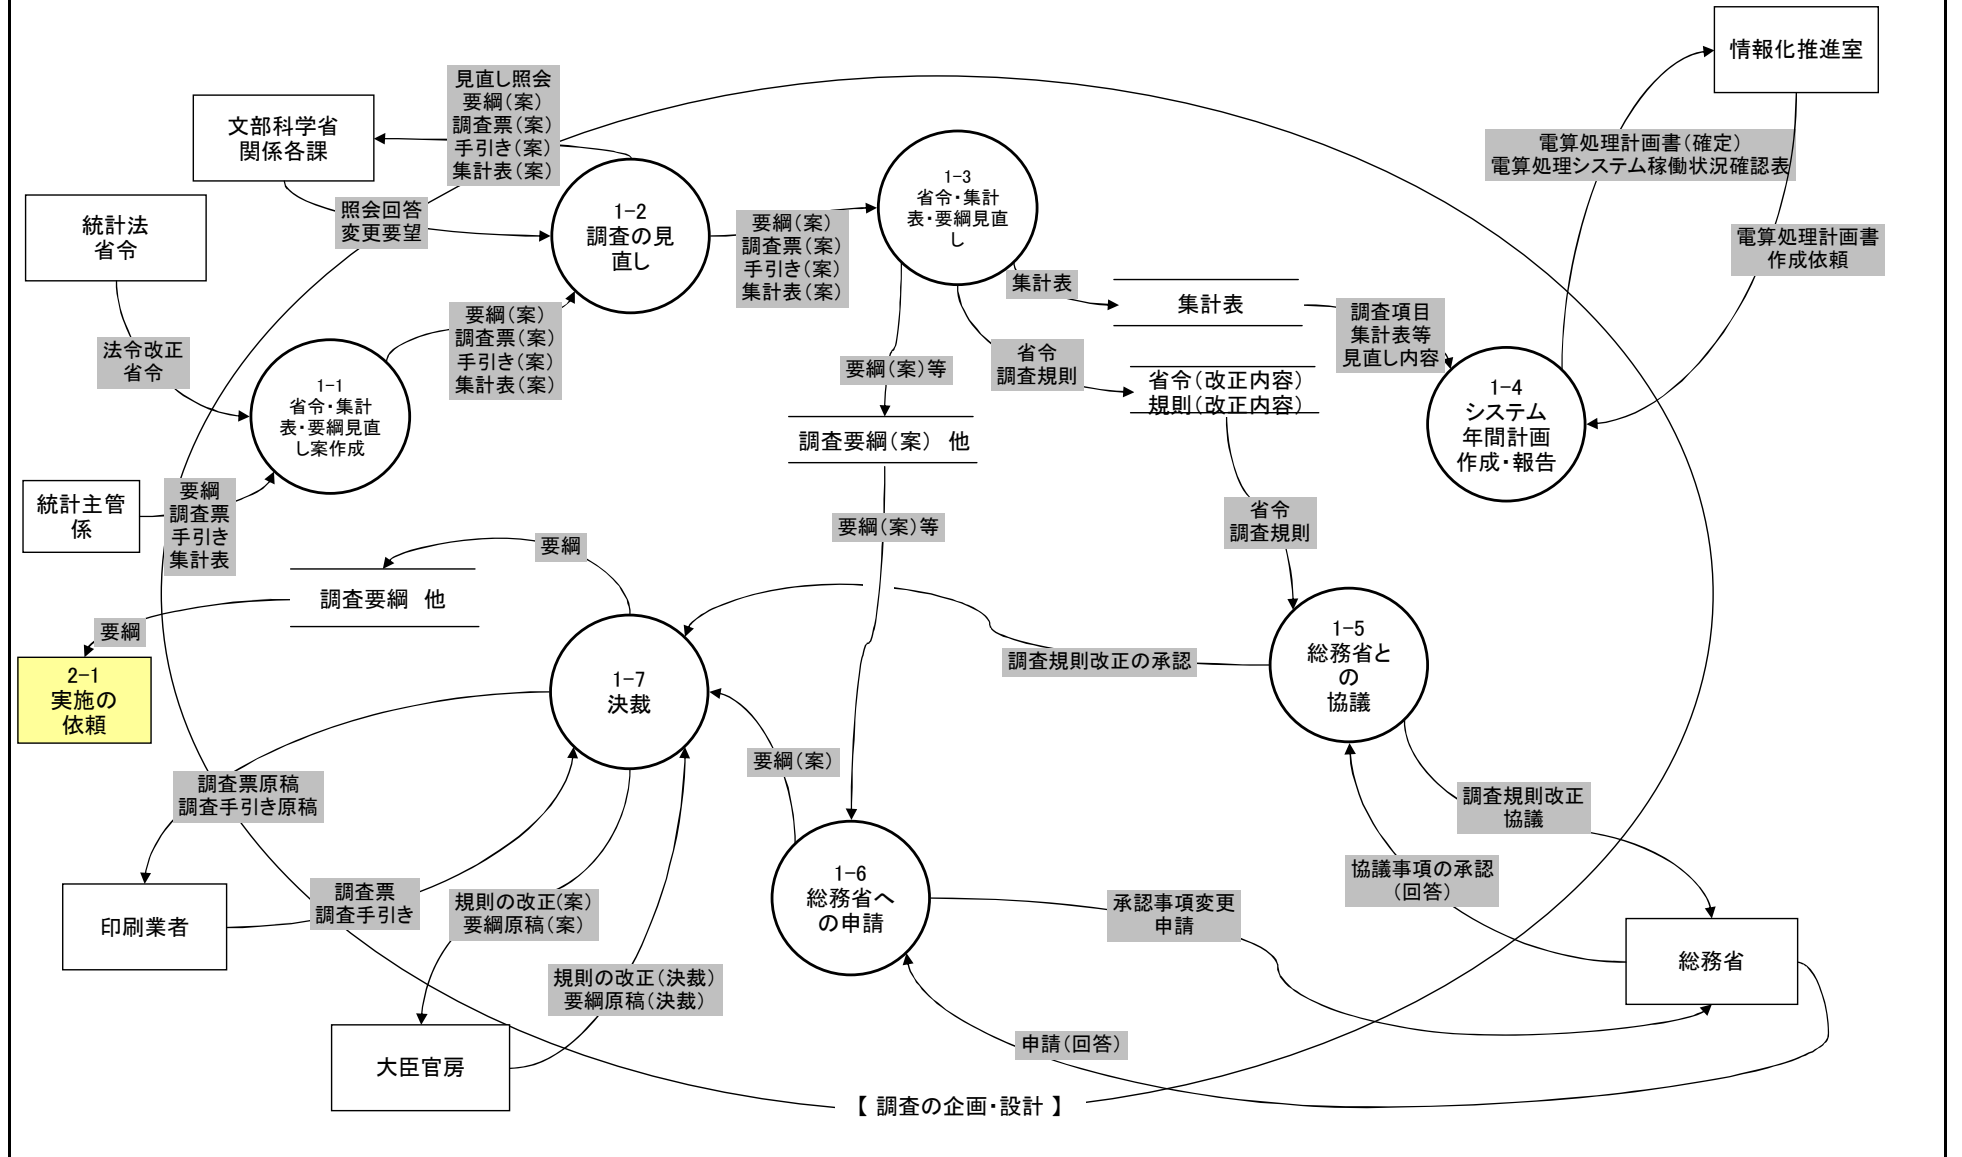 情報化推進室
見直し照会
要綱(案)
調査票(案)
手引き(案)
集計表(案)
文部科学省
関係各課
電算処理計画書(確定)
電算処理システム稼働状況確認表
照会回答
変更要望
統計法
省令
1-2
調査の見
直し
要綱(案)
調査票(案)
手引き(案)
集計表(案)
1-3
省令・集計
表・要綱見直
し
電算処理計画書
作成依頼
集計表
集計表
調査項目
集計表等
見直し内容
要綱(案)
調査票(案)
手引き(案)
集計表(案)
法令改正
省令
要綱(案)等
省令
調査規則
省令(改正内容)
規則(改正内容)
1-1
省令・集計
表・要綱見直
し案作成
1-4
システム
年間計画
作成・報告
調査要綱(案) 他
統計主管
係
要綱
調査票
手引き
集計表
要綱(案)等
省令
調査規則
要綱
調査要綱 他
要綱
2-1
実施の
依頼
1-7
決裁
調査規則改正の承認
1-5
総務省と
の
協議
要綱(案)
調査票原稿
調査手引き原稿
調査規則改正
協議
1-6
総務省へ
の申請
協議事項の承認
(回答)
調査票
調査手引き
規則の改正(案)
要綱原稿(案)
承認事項変更
申請
印刷業者
総務省
規則の改正(決裁)
要綱原稿(決裁)
申請(回答)
大臣官房
【 調査の企画・設計 】